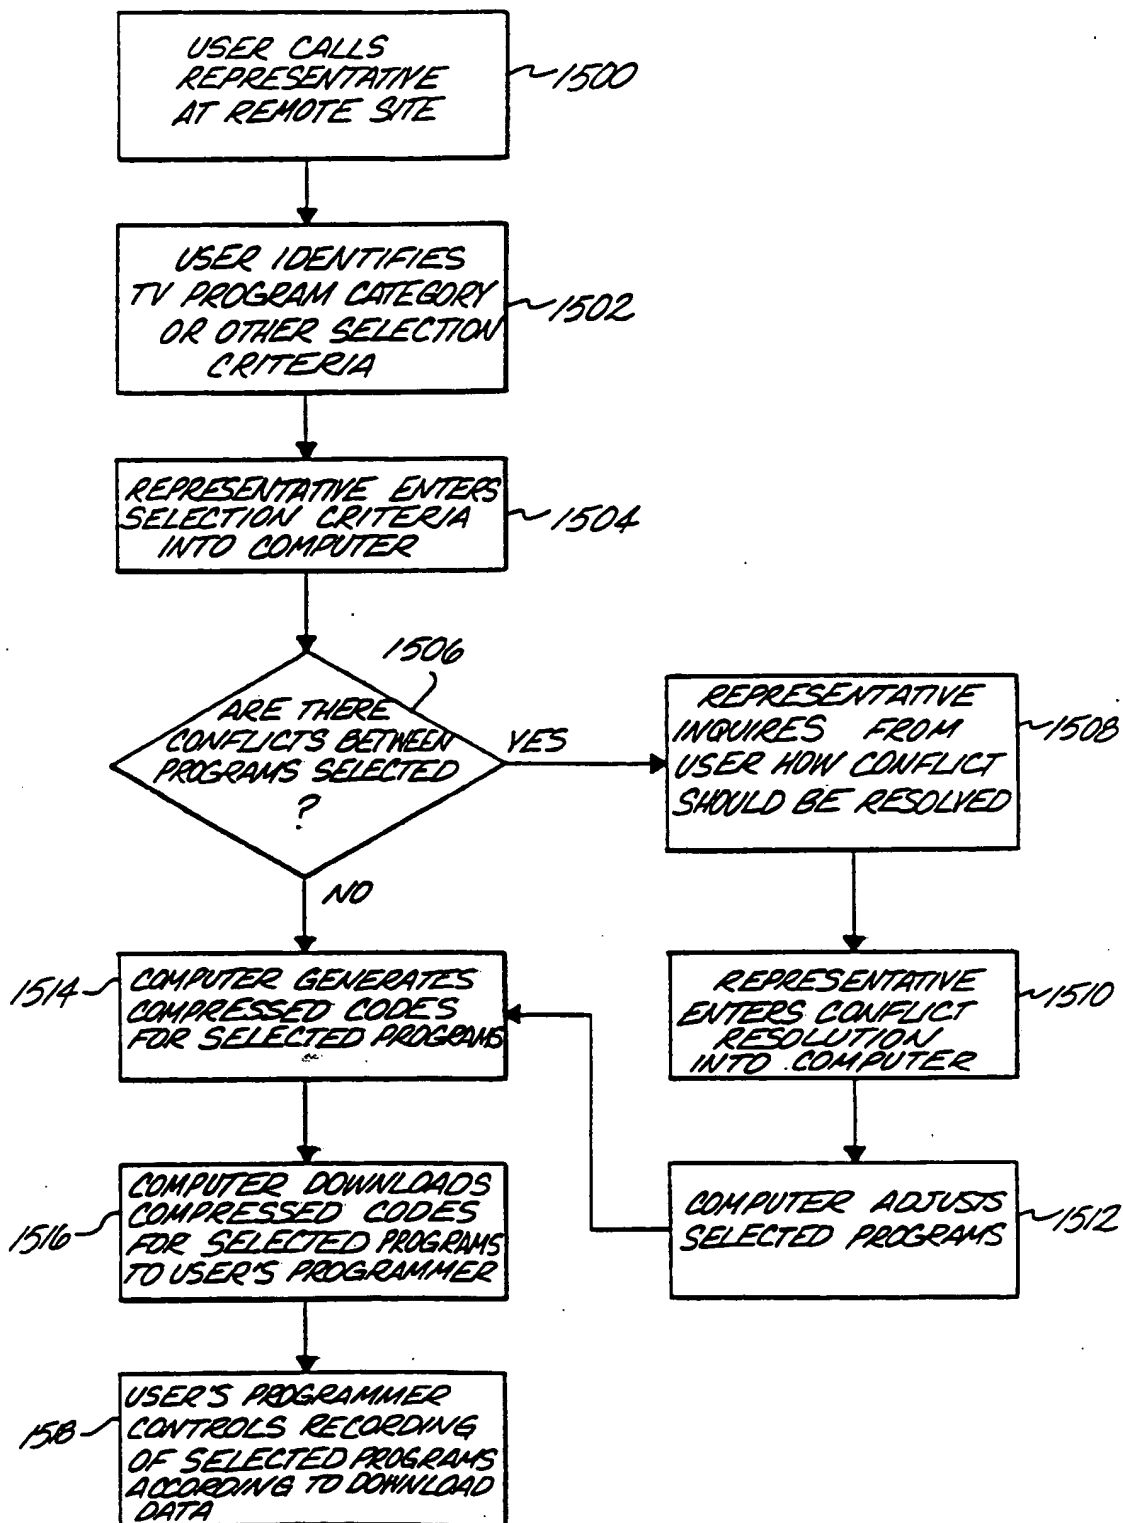 USER CALLS
REPRESENTATIVE
AT REMOTE SITE
1500
USER IDENTIFIES
TV PROGRAM CATEGORY
OR OTHER SELECTION
CRITERIA
1502
REPRESENTATIVE ENTERS
SELECTION CRITERIA
INTO COMPUTER
1504
1506
ARE THERE
CONFLICTS BETWEEN
PROGRAMS SELECTED
?
YES
NO
REPRESENTATIVE
INQUIRES FROM
USER HOW CONFLICT
SHOULD BE RESOLVED
1508
REPRESENTATIVE
ENTERS CONFLICT
RESOLUTION
INTO COMPUTER
1510
COMPUTER ADJUSTS
SELECTED PROGRAMS
1512
1514
COMPUTER GENERATES
COMPRESSED CODES
FOR SELECTED PROGRAMS
1516
COMPUTER DOWNLOADS
COMPRESSED CODES
FOR SELECTED PROGRAMS
TO USER'S PROGRAMMER
1518
USER'S PROGRAMMER
CONTROLS RECORDING
OF SELECTED PROGRAMS
ACCORDING TO DOWNLOAD
DATA